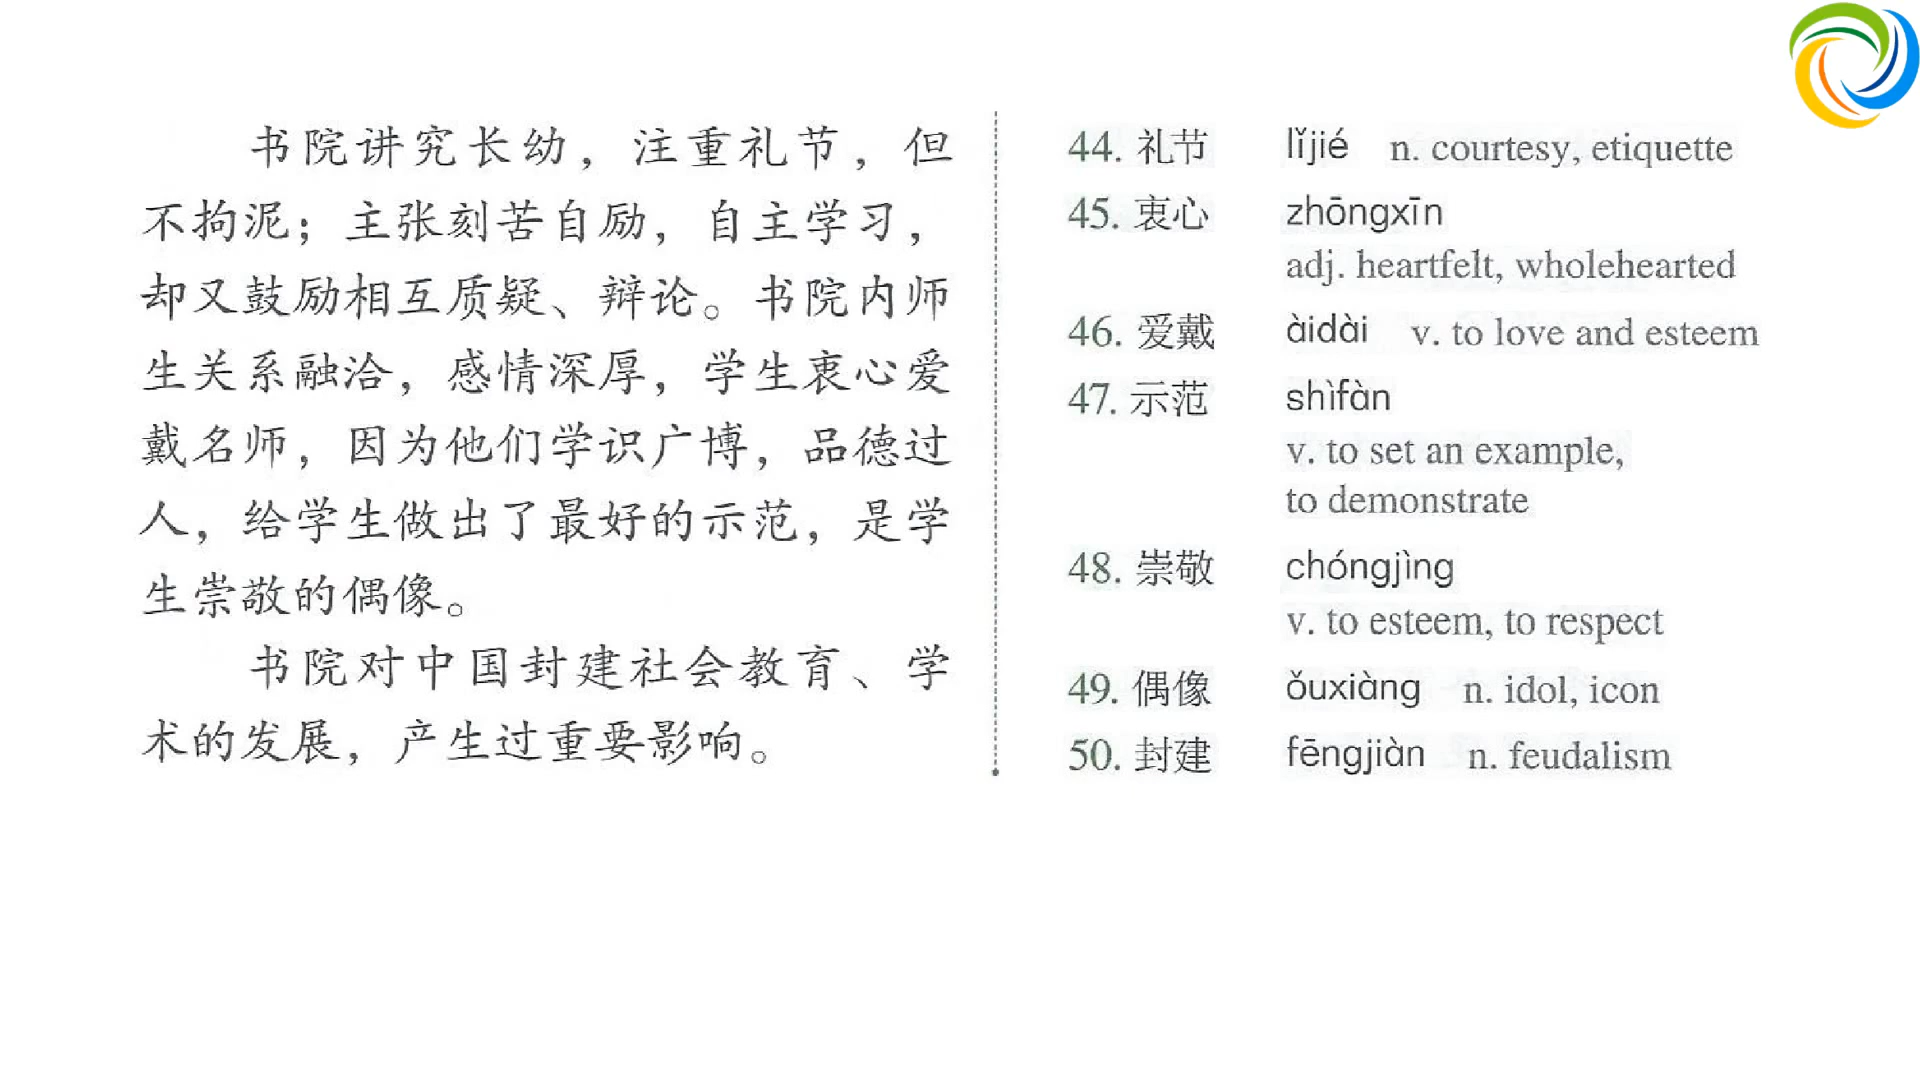 书院讲究长幼，注重礼节，但
不拘泥；主张刻苦自励，自主学习，
却又鼓励相互质疑、辩论。书院内师
生关系融洽，感情深厚，学生衷心爱
戴名师，因为他们学识广博，品德过
人，给学生做出了最好的示范，是学
生崇敬的偶像。
书院对中国封建社会教育、学
术的发展，产生过重要影响。
44. 礼节 lǐjié n. courtesy, etiquette
45. 衷心 zhōngxīn
adj. heartfelt, wholehearted
46. 爱戴 àidài v. to love and esteem
47. 示范 shìfàn
v. to set an example,
to demonstrate
48. 崇敬 chóngjìng
v. to esteem, to respect
49. 偶像 ǒuxiàng n. idol, icon
50. 封建 fēngjiàn n. feudalism